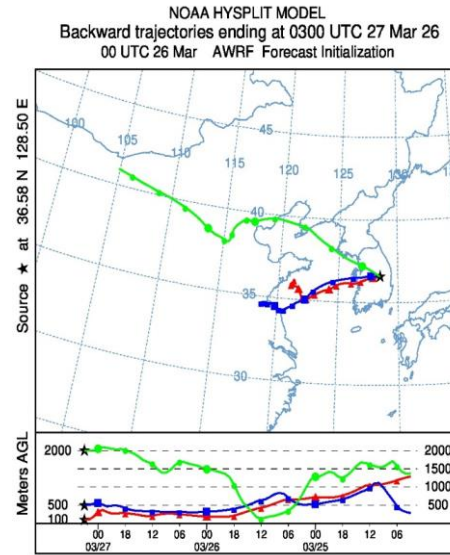 NOAA HYSPLIT MODEL
Backward trajectories ending at 0300 UTC 27 Mar 26
00 UTC 26 Mar AWRF Forecast Initialization
Source ★ at 36.58 N 128.50 E
100
105
110
115
120
125
130
135
45
40
35
30
Meters AGL
2000
500
100
2000
1500
1000
500
00 18 12 06 00 18 12 06 00 18 12 06
03/27 03/26 03/25